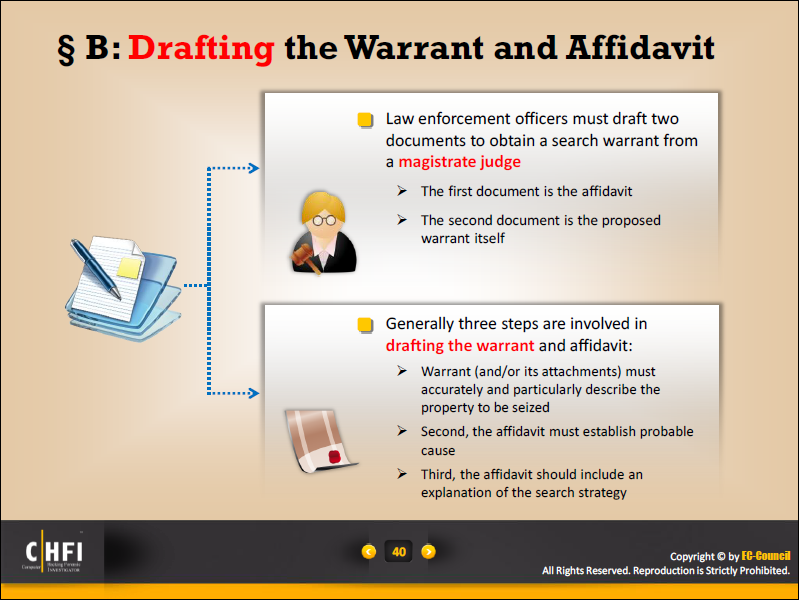 § B: Drafting the Warrant and Affidavit
Law enforcement officers must draft two
documents to obtain a search warrant from
a magistrate judge
The first document is the affidavit
The second document is the proposed
warrant itself
Generally three steps are involved in
drafting the warrant and affidavit:
Warrant (and/or its attachments) must
accurately and particularly describe the
property to be seized
Second, the affidavit must establish probable
cause
Third, the affidavit should include an
explanation of the search strategy
CHFI
Computer Hacking Forensic
INVESTIGATOR
40
Copyright © by EC-Council
All Rights Reserved. Reproduction is Strictly Prohibited.